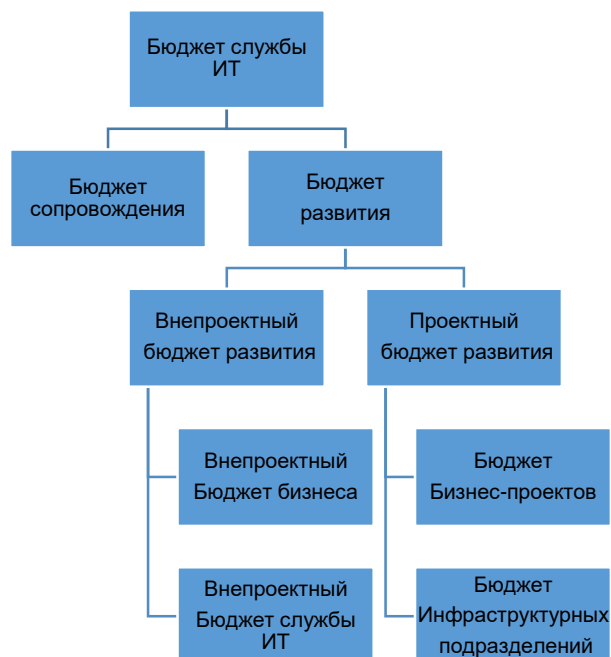 Бюджет службы
ИТ
Бюджет
сопровождения
Бюджет
развития
Внепроектный
бюджет развития
Проектный
бюджет развития
Внепроектный
Бюджет бизнеса
Бюджет
Бизнес-проектов
Внепроектный
Бюджет службы
ИТ
Бюджет
Инфраструктурных
подразделений